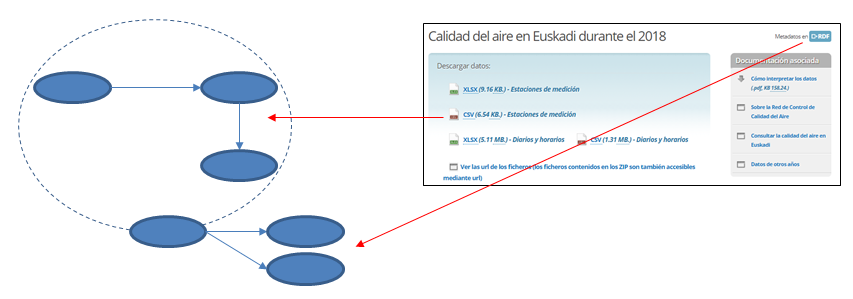 Calidad del aire en Euskadi durante el 2018
Metadatos en RDF
Descargar datos:
XLSX (9.16 KB.) - Estaciones de medición
CSV (6.54 KB.) - Estaciones de medición
XLSX (5.11 MB.) - Diarios y horarios
CSV (1.31 MB.) - Diarios y horarios
Ver las url de los ficheros (los ficheros contenidos en los ZIP son también accesibles
mediante url)
Documentación asociada
Cómo interpretar los datos
(.pdf, KB 158.24.)
Sobre la Red de Control de
Calidad del Aire
Consultar la calidad del aire en
Euskadi
Datos de otros años